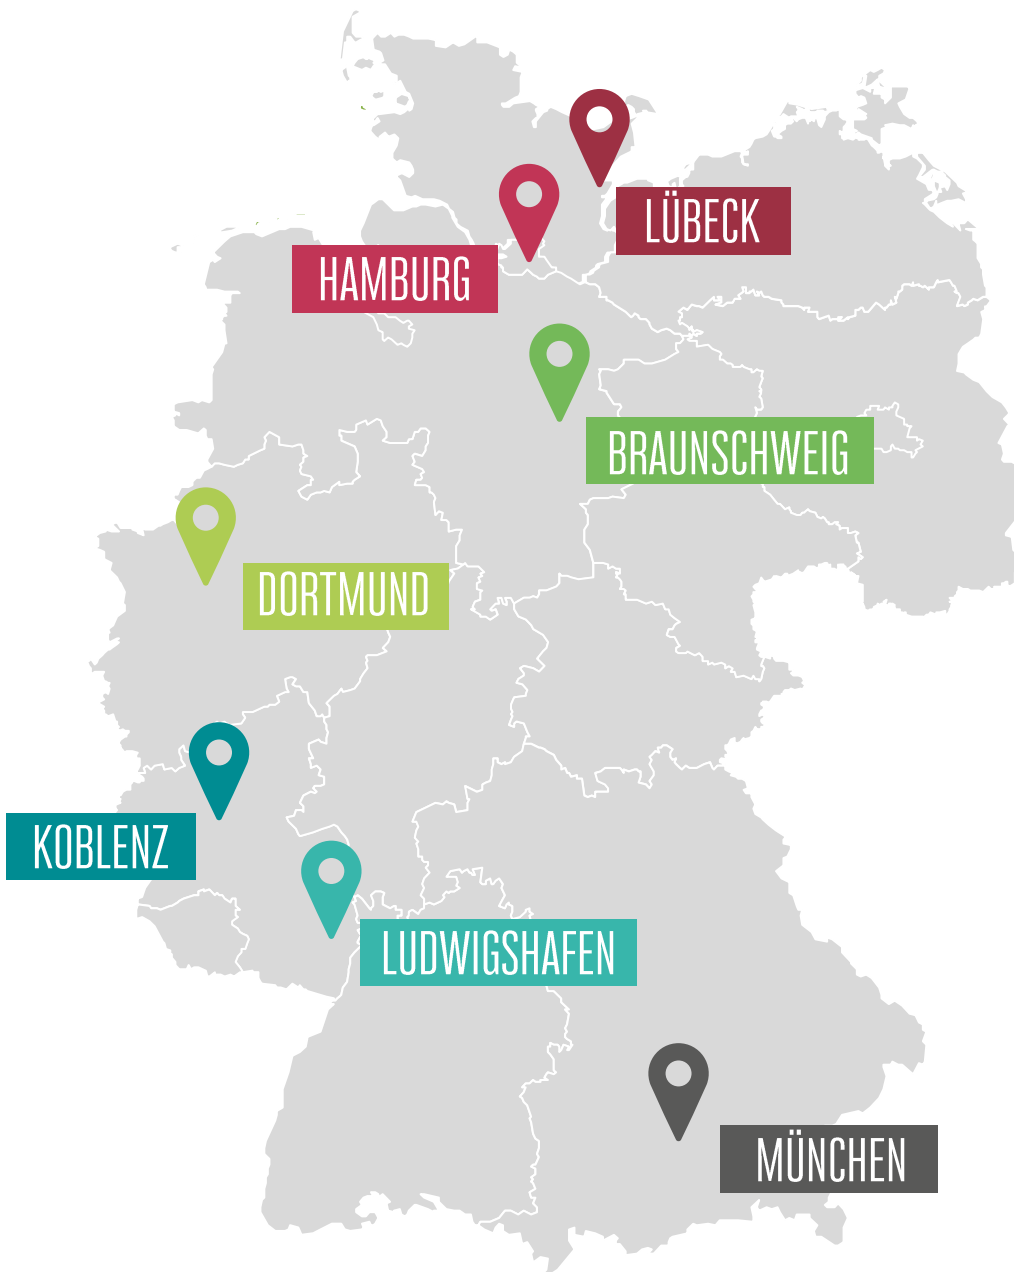 LÜBECK
HAMBURG
BRAUNSCHWEIG
DORTMUND
KOBLENZ
LUDWIGSHAFEN
MÜNCHEN